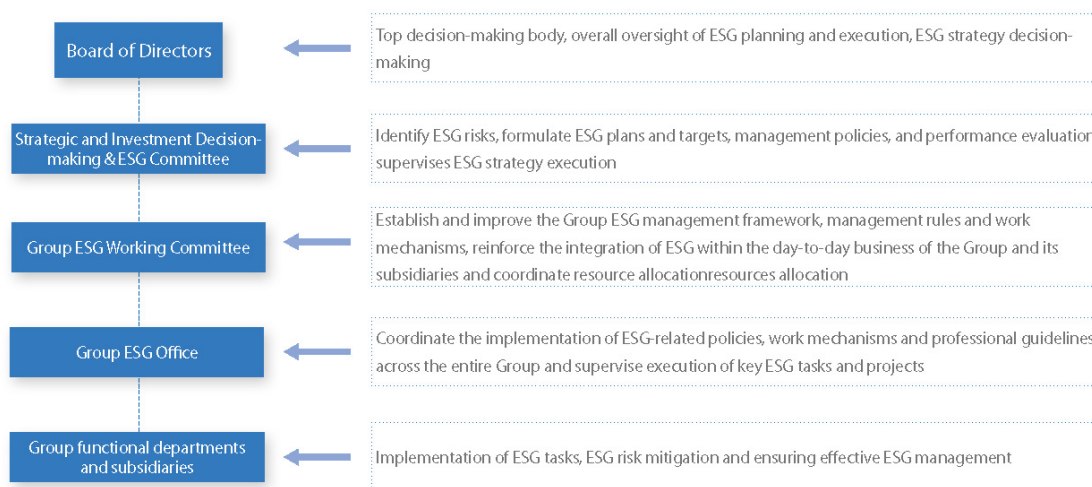 Board of Directors
Top decision-making body, overall oversight of ESG planning and execution, ESG strategy decision-
making
Strategic and Investment Decision-
making & ESG Committee
Identify ESG risks, formulate ESG plans and targets, management policies, and performance evaluation
supervises ESG strategy execution
Group ESG Working Committee
Establish and improve the Group ESG management framework, management rules and work
mechanisms, reinforce the integration of ESG within the day-to-day business of the Group and its
subsidiaries and coordinate resource allocationresources allocation
Group ESG Office
Coordinate the implementation of ESG-related policies, work mechanisms and professional guidelines
across the entire Group and supervise execution of key ESG tasks and projects
Group functional departments
and subsidiaries
Implementation of ESG tasks, ESG risk mitigation and ensuring effective ESG management